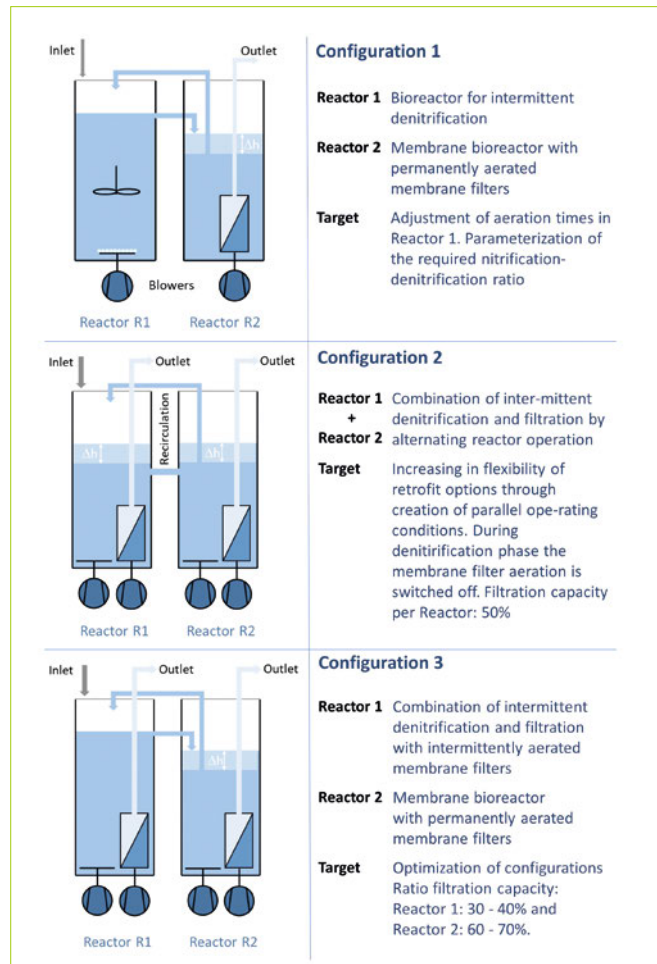 Inlet
Outlet
Δh
Blowers
Reactor R1
Reactor R2
Configuration 1
Reactor 1 Bioreactor for intermittent
denitrification
Reactor 2 Membrane bioreactor with
permanently aerated
membrane filters
Target Adjustment of aeration times in
Reactor 1. Parameterization of
the required nitrification-
denitrification ratio
Inlet
Outlet
Outlet
Recirculation
Δh
Δh
Reactor R1
Reactor R2
Configuration 2
Reactor 1 Combination of inter-mittent
+ denitrification and filtration by
Reactor 2 alternating reactor operation
Target Increasing in flexibility of
retrofit options through
creation of parallel ope-rating
conditions. During
denitirification phase the
membrane filter aeration is
switched off. Filtration capacity
per Reactor: 50%
Inlet
Outlet
Outlet
Δh
Reactor R1
Reactor R2
Configuration 3
Reactor 1 Combination of intermittent
denitrification and filtration
with intermittently aerated
membrane filters
Reactor 2 Membrane bioreactor
with permanently aerated
membrane filters
Target Optimization of configurations
Ratio filtration capacity:
Reactor 1: 30 - 40% and
Reactor 2: 60 - 70%.